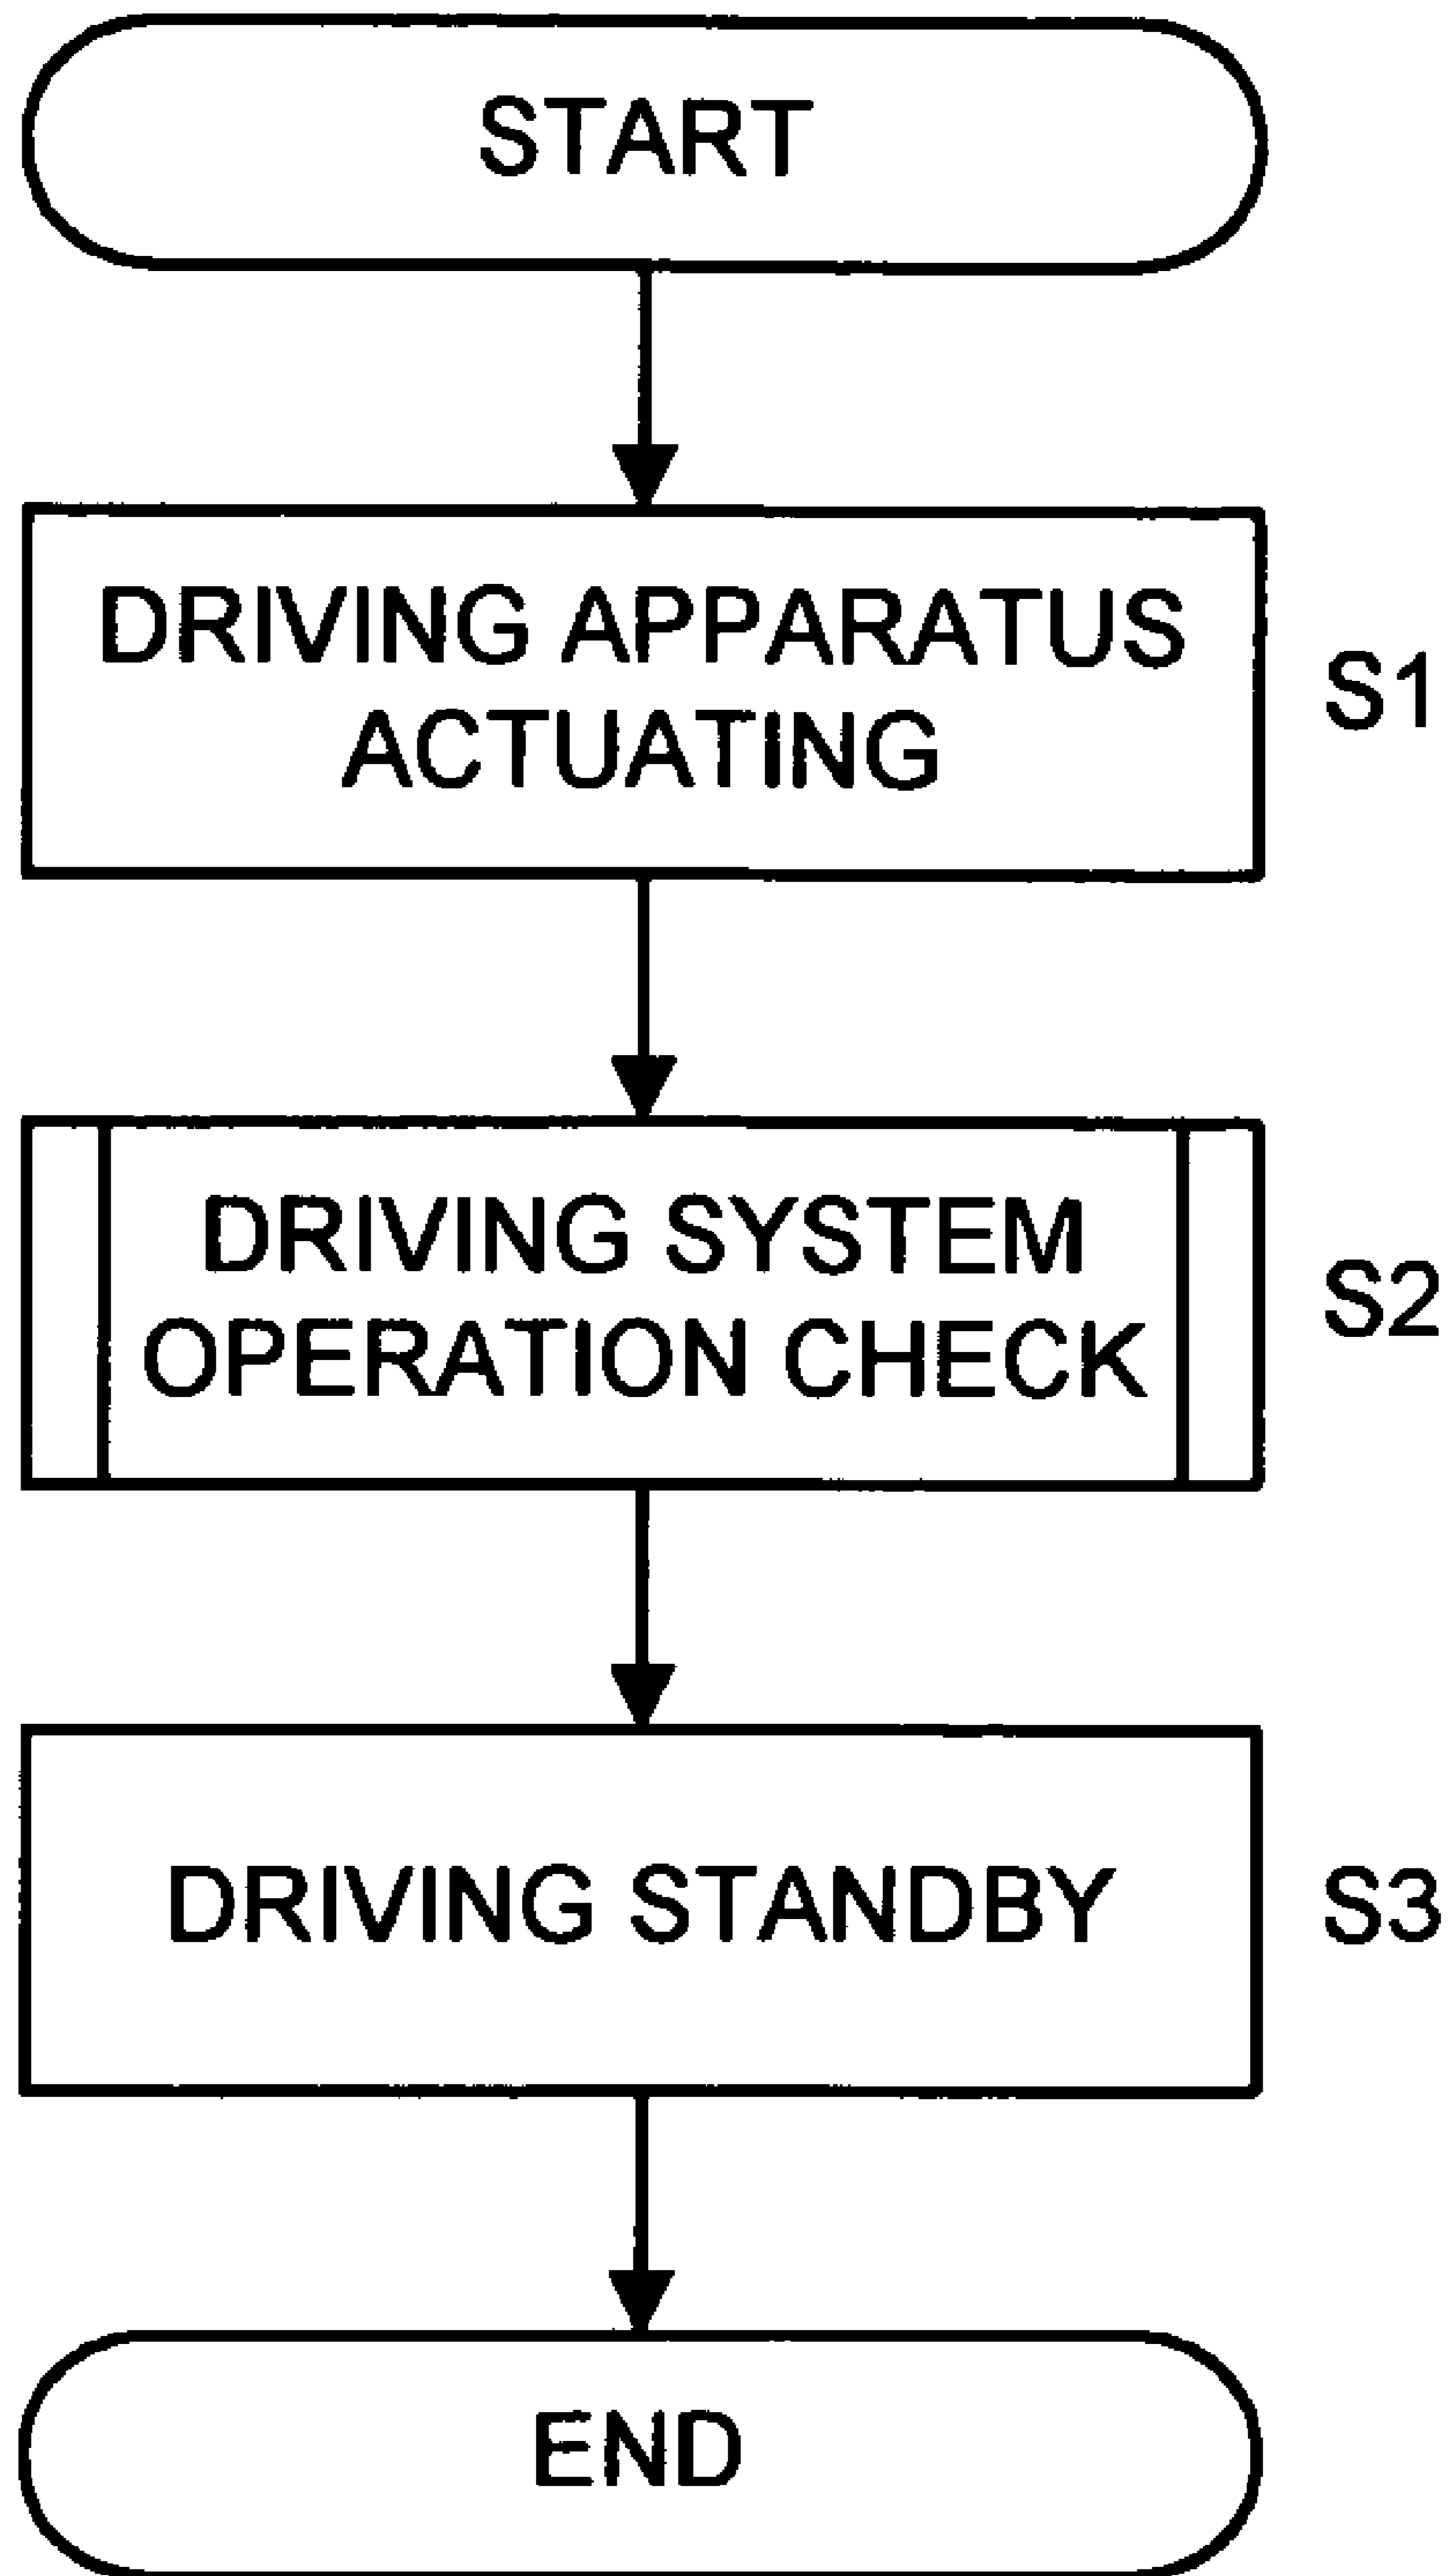 START
DRIVING APPARATUS
ACTUATING
S1
DRIVING SYSTEM
OPERATION CHECK
S2
DRIVING STANDBY
S3
END